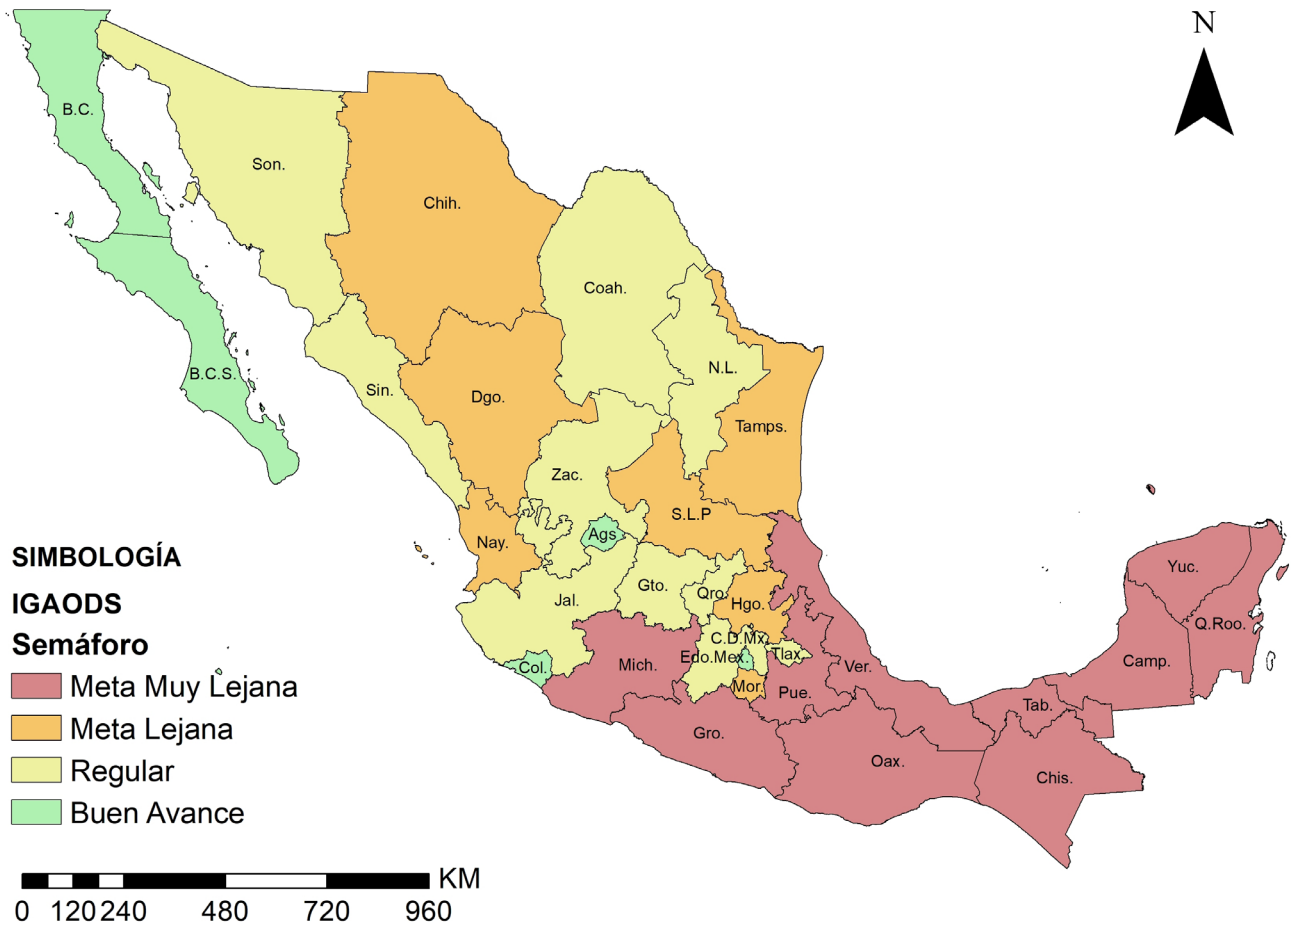 N
B.C.
Son.
Chih.
Coah.
B.C.S.
N.L.
Sin.
Dgo.
Tamps.
Zac.
S.L.P
Ags
Nay.
Yuc.
Gto.
Qro.
Jal.
Hgo.
Q.Roo.
C.D.Mx.
Edo.Mex.
Tlax.
Mich.
Col.
Ver.
Camp.
Mor.
Pue.
Tab.
Gro.
Oax.
Chis.
SIMBOLOGÍA
IGAODS
Semáforo
Meta Muy Lejana
Meta Lejana
Regular
Buen Avance
KM
0 120 240 480 720 960